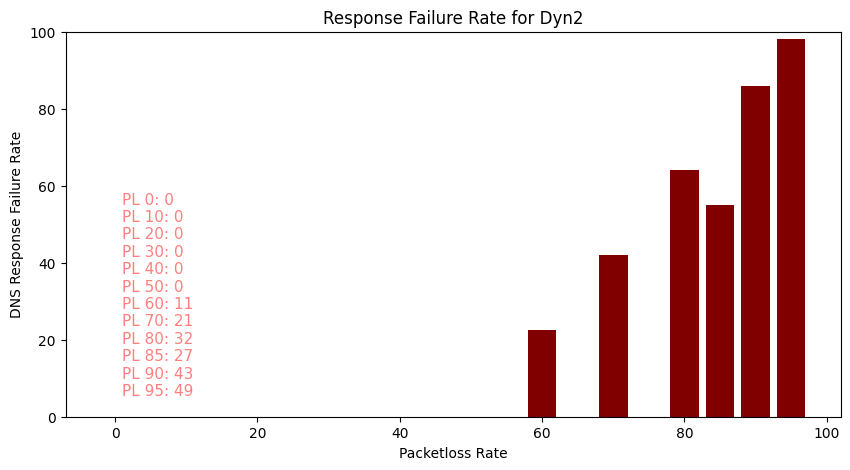 Response Failure Rate for Dyn2
100
80
60
40
20
0
DNS Response Failure Rate
PL 0: 0
PL 10: 0
PL 20: 0
PL 30: 0
PL 40: 0
PL 50: 0
PL 60: 11
PL 70: 21
PL 80: 32
PL 85: 27
PL 90: 43
PL 95: 49
0 20 40 60 80 100
Packetloss Rate